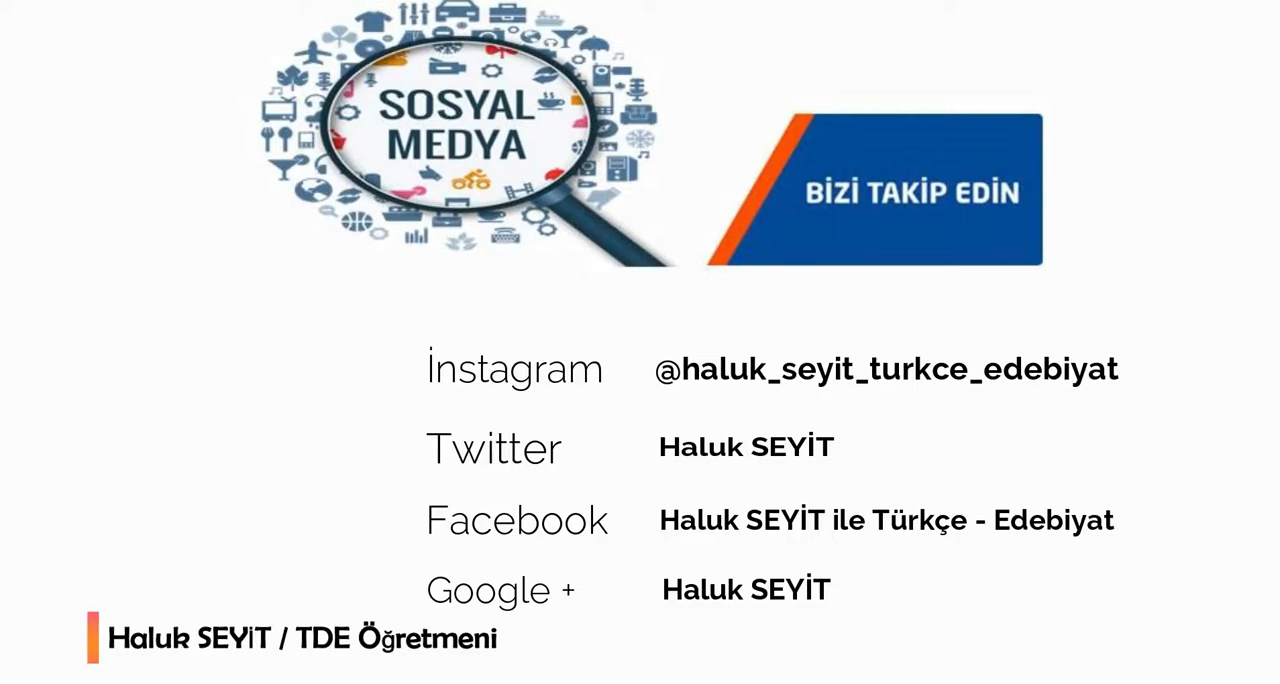 SOSYAL
MEDYA
BİZİ TAKİP EDİN
İnstagram @haluk_seyit_turkce_edebiyat
Twitter Haluk SEYİT
Facebook Haluk SEYİT ile Türkçe - Edebiyat
Google + Haluk SEYİT
Haluk SEYİT / TDE Öğretmeni